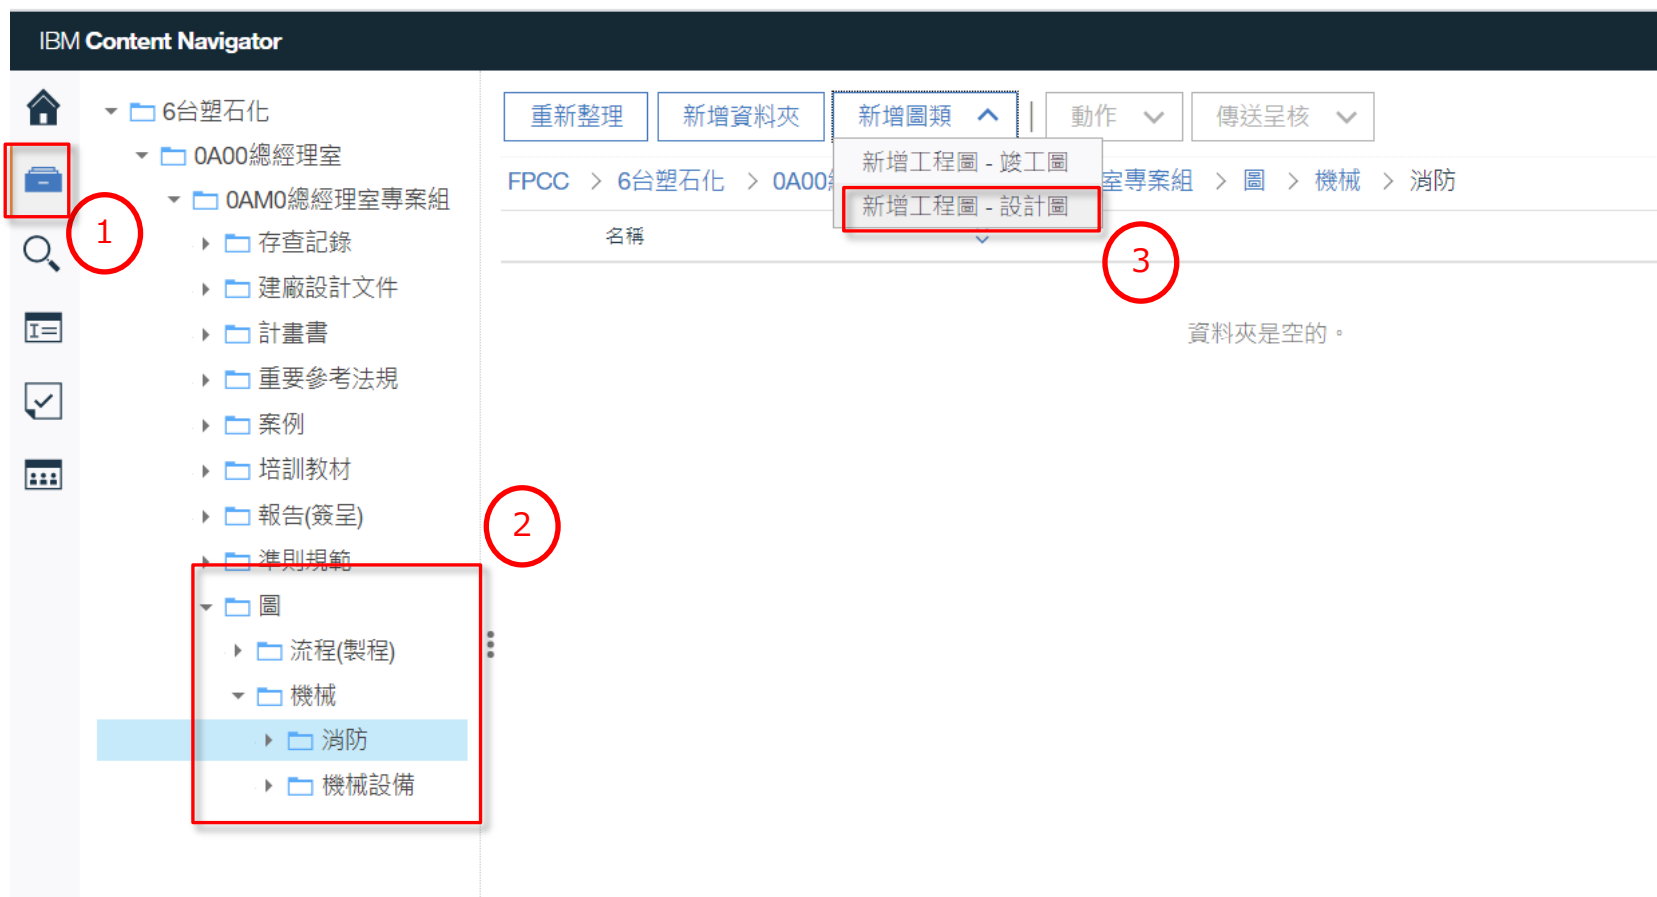 IBM Content Navigator
6台塑石化
0A00總經理室
0AM0總經理室專案組
存查記錄
建廠設計文件
計畫書
重要參考法規
案例
培訓教材
報告(簽呈)
準則規範
圖
流程(製程)
機械
消防
機械設備
1
2
重新整理 新增資料夾 新增圖類 動作 傳送呈核
新增工程圖 - 竣工圖
新增工程圖 - 設計圖
FPCC > 6台塑石化 > 0A00 室專案組 > 圖 > 機械 > 消防
3
名稱
資料夾是空的。